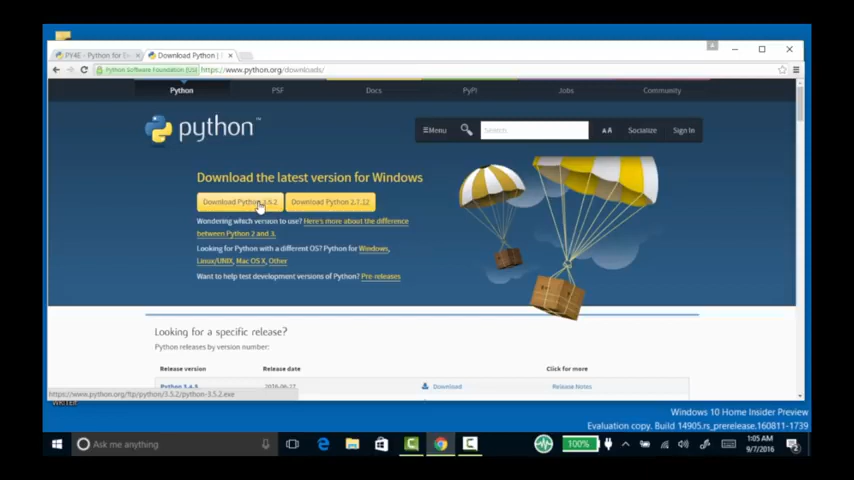 PY4E - Python for E
Download Python |
Python Software Foundation [US]
https://www.python.org/downloads/
Python
PSF
Docs
PyPI
Jobs
Community
python™
≡Menu
Search
AA
Socialize
Sign In
Download the latest version for Windows
Download Python 3.5.2
Download Python 2.7.12
Wondering which version to use? Here's more about the difference
between Python 2 and 3.
Looking for Python with a different OS? Python for Windows,
Linux/UNIX, Mac OS X, Other
Want to help test development versions of Python? Pre-releases
Looking for a specific release?
Python releases by version number:
Release version
Release date
Click for more
2016-06-27
Download
Release Notes
https://www.python.org/ftp/python/3.5.2/python-3.5.2.exe
Windows 10 Home Insider Preview
Evaluation copy. Build 14905.rs_prerelease.160811-1739
Ask me anything
100%
1:05 AM
9/7/2016